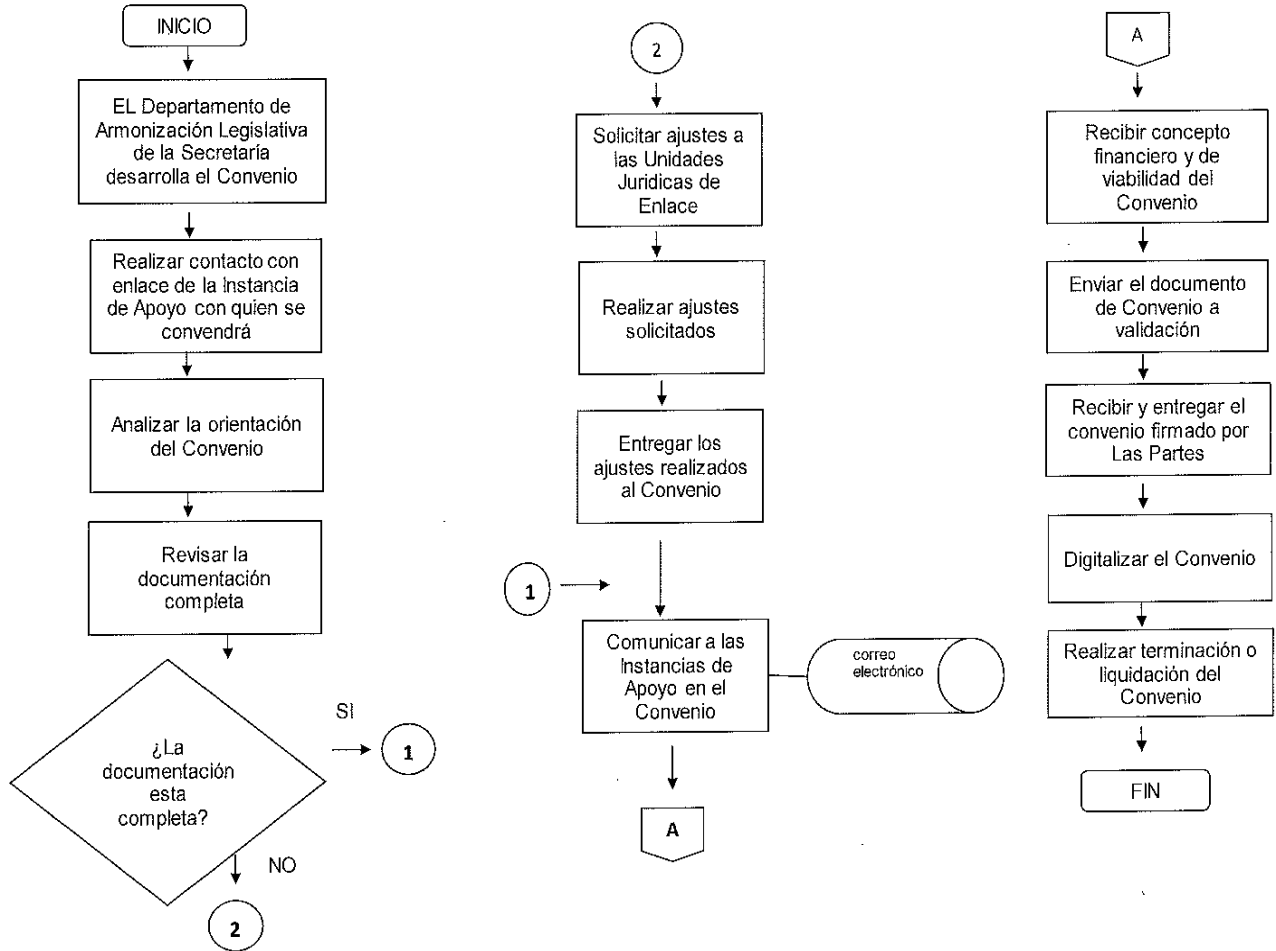 INICIO
EL Departamento de
Armonización Legislativa
de la Secretaría
desarrolla el Convenio
Realizar contacto con
enlace de la Instancia
de Apoyo con quien se
convendrá
Analizar la orientación
del Convenio
Revisar la
documentación
completa
¿La
documentación
esta
completa?
SI
1
NO
2
2
Solicitar ajustes a
las Unidades
Juridicas de
Enlace
Realizar ajustes
solicitados
Entregar los
ajustes realizados
al Convenio
1
Comunicar a las
Instancias de
Apoyo en el
Convenio
correo
electrónico
A
A
Recibir concepto
financiero y de
viabilidad del
Convenio
Enviar el documento
de Convenio a
validación
Recibir y entregar el
convenio firmado por
Las Partes
Digitalizar el Convenio
Realizar terminación o
liquidación del
Convenio
FIN